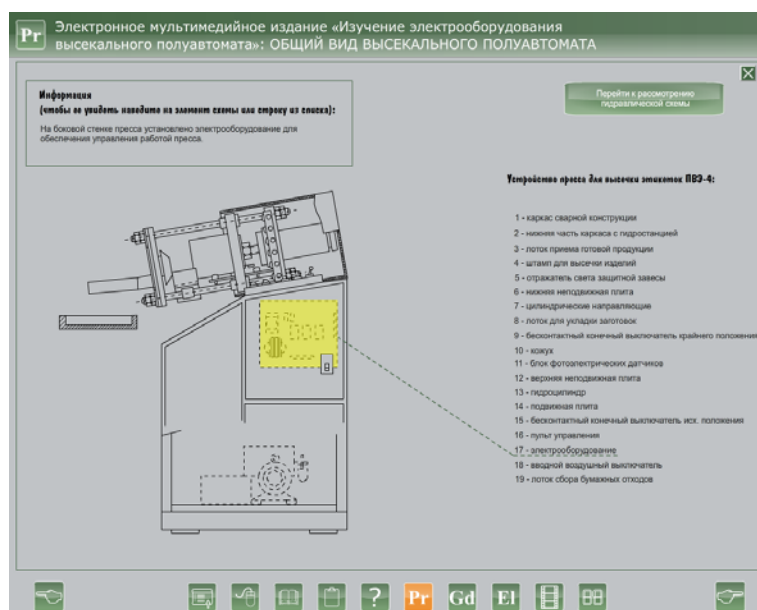 Pr
Электронное мультимедийное издание «Изучение электрооборудования
высекального полуавтомата»: ОБЩИЙ ВИД ВЫСЕКАЛЬНОГО ПОЛУАВТОМАТА
Информация
(чтобы ее увидеть наводите на элемент схемы или строку из списка):
На боковой стенке пресса установлено электрооборудование для
обеспечения управления работой пресса.
Перейти к рассмотрению
гидравлической схемы
Устройство пресса для высечки этикеток ПВЭ-4:
1 - каркас сварной конструкции
2 - нижняя часть каркаса с гидростанцией
3 - лоток приема готовой продукции
4 - штамп для высечки изделий
5 - отражатель света защитной завесы
6 - нижняя неподвижная плита
7 - цилиндрические направляющие
8 - лоток для укладки заготовок
9 - бесконтактный конечный выключатель крайнего положения
10 - кожух
11 - блок фотоэлектрических датчиков
12 - верхняя неподвижная плита
13 - гидроцилиндр
14 - подвижная плита
15 - бесконтактный конечный выключатель исх. положения
16 - пульт управления
17 - электрооборудование
18 - вводной воздушный выключатель
19 - лоток сбора бумажных отходов
? Pr Gd El